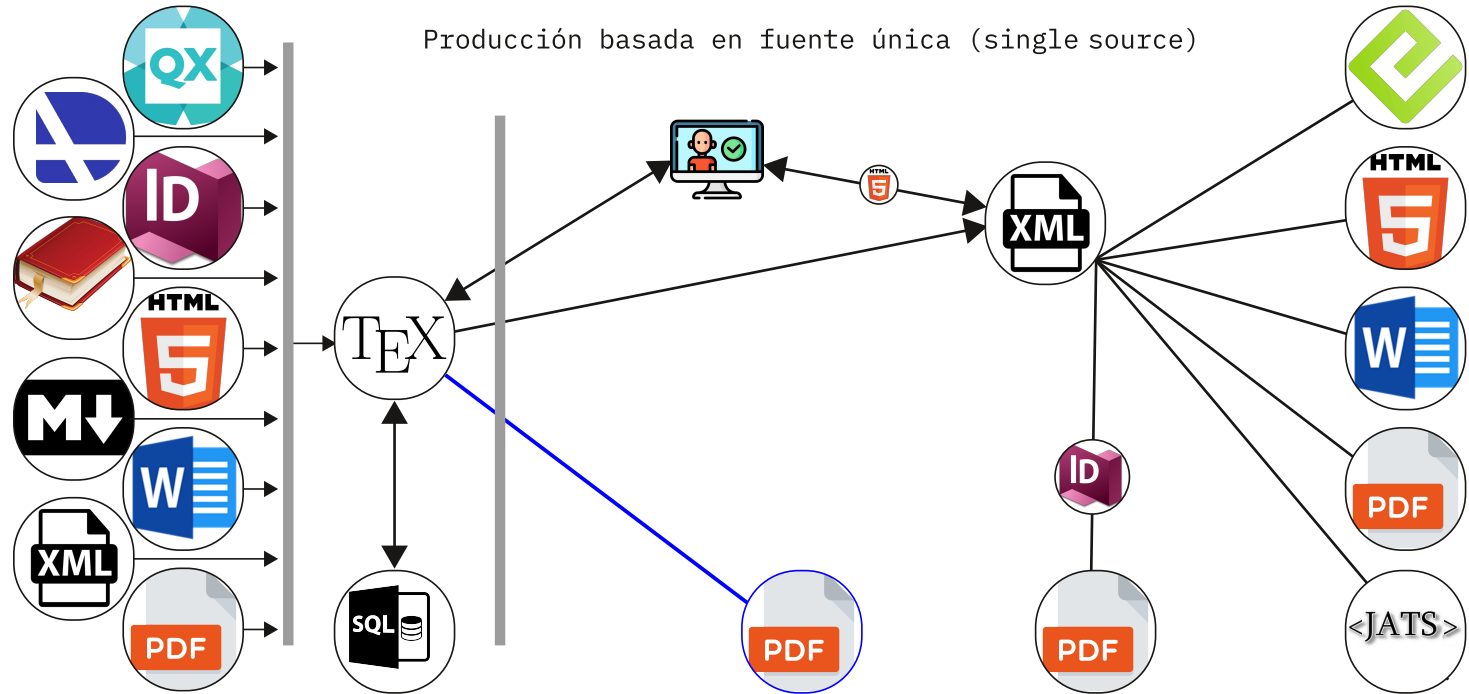 Producción basada en fuente única (single source)
QX
ID
HTML
5
M
W
XML
PDF
TEX
SQL
HTML
5
XML
ID
PDF
PDF
HTML
5
W
PDF
<JATS>